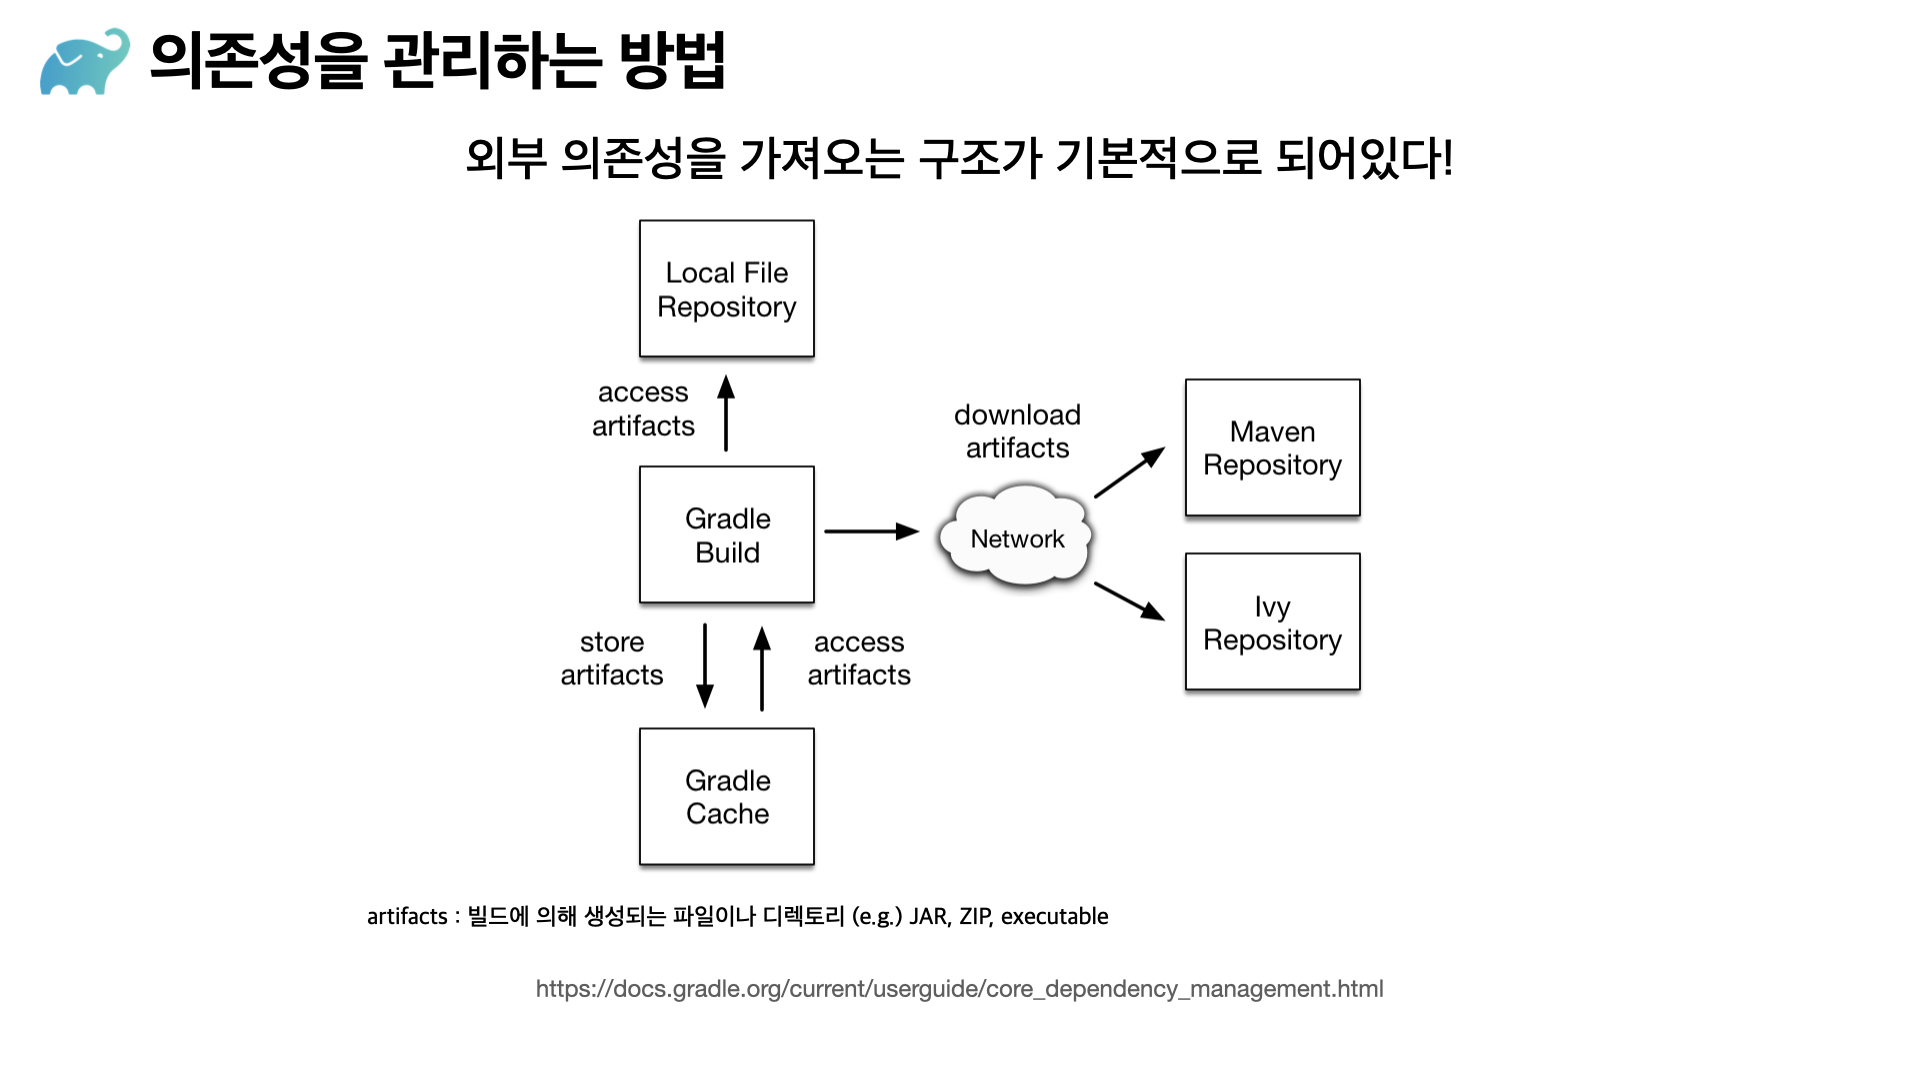 의존성을 관리하는 방법
외부 의존성을 가져오는 구조가 기본적으로 되어있다!
Local File
Repository
access
artifacts
download
artifacts
Maven
Repository
Gradle
Build
Network
Ivy
Repository
store
artifacts
access
artifacts
Gradle
Cache
artifacts : 빌드에 의해 생성되는 파일이나 디렉토리 (e.g.) JAR, ZIP, executable
https://docs.gradle.org/current/userguide/core_dependency_management.html